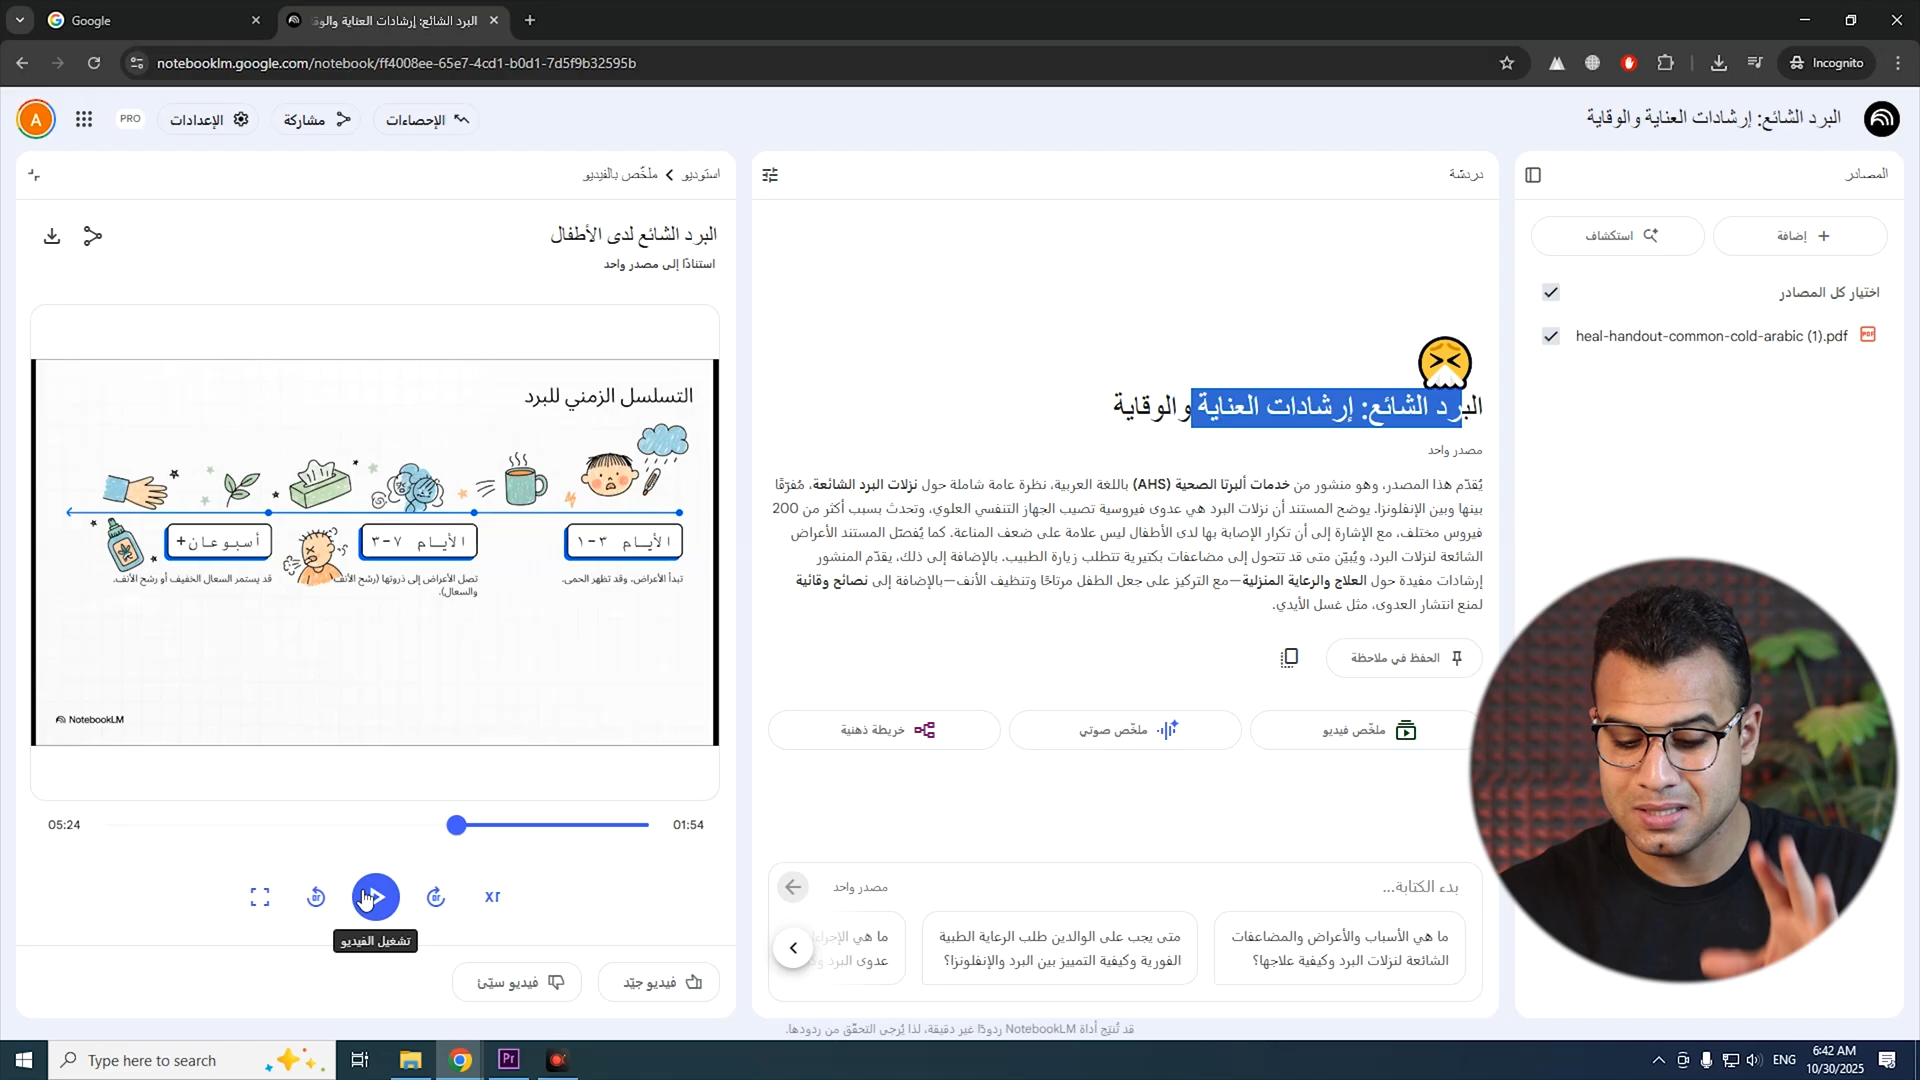 Google
البرد الشائع: إرشادات العناية والوق
notebooklm.google.com/notebook/ff4008ee-65e7-4cd1-b0d1-7d5f9b32595b
Incognito
البرد الشائع: إرشادات العناية والوقاية
الإحصاءات
مشاركة
الإعدادات
PRO
A
المصادر
إضافة
استكشاف
اختيار كل المصادر
heal-handout-common-cold-arabic (1).pdf
PDF
دردشة
البرد الشائع: إرشادات العناية والوقاية
مصدر واحد
يُقدّم هذا المصدر، وهو منشور من خدمات ألبرتا الصحية (AHS) باللغة العربية، نظرة عامة شاملة حول نزلات البرد الشائعة، مُفرّقًا
بينها وبين الإنفلونزا. يوضح المستند أن نزلات البرد هي عدوى فيروسية تصيب الجهاز التنفسي العلوي، وتحدث بسبب أكثر من 200
فيروس مختلف، مع الإشارة إلى أن تكرار الإصابة بها لدى الأطفال ليس علامة على ضعف المناعة. كما يُفصّل المستند الأعراض
الشائعة لنزلات البرد، ويُبيّن متى قد تتحول إلى مضاعفات بكتيرية تتطلب زيارة الطبيب. بالإضافة إلى ذلك، يقدّم المنشور
إرشادات مفيدة حول العلاج والرعاية المنزلية—مع التركيز على جعل الطفل مرتاحًا وتنظيف الأنف—بالإضافة إلى نصائح وقائية
لمنع انتشار العدوى، مثل غسل الأيدي.
الحفظ في ملاحظة
ملخّص فيديو
ملخّص صوتي
خريطة ذهنية
بدء الكتابة...
مصدر واحد
ما هي الأسباب والأعراض والمضاعفات
الشائعة لنزلات البرد وكيفية علاجها؟
متى يجب على الوالدين طلب الرعاية الطبية
الفورية وكيفية التمييز بين البرد والإنفلونزا؟
ما هي الإجراء
عدوى البرد و
استوديو
ملخّص بالفيديو
البرد الشائع لدى الأطفال
استنادًا إلى مصدر واحد
التسلسل الزمني للبرد
الأيام ٣-١
تبدأ الأعراض، وقد تظهر الحمى.
الأيام ٧-٣
تصل الأعراض إلى ذروتها (رشح الأنف
والسعال).
أسبوعان+
قد يستمر السعال الخفيف أو رشح الأنف.
NotebookLM
01:54
05:24
X١
تشغيل الفيديو
فيديو جيّد
فيديو سيّئ
قد تُنتِج أداة NotebookLM ردودًا غير دقيقة، لذا يُرجى التحقّق من ردودها.
Type here to search
Pr
ENG
6:42 AM
10/30/2025